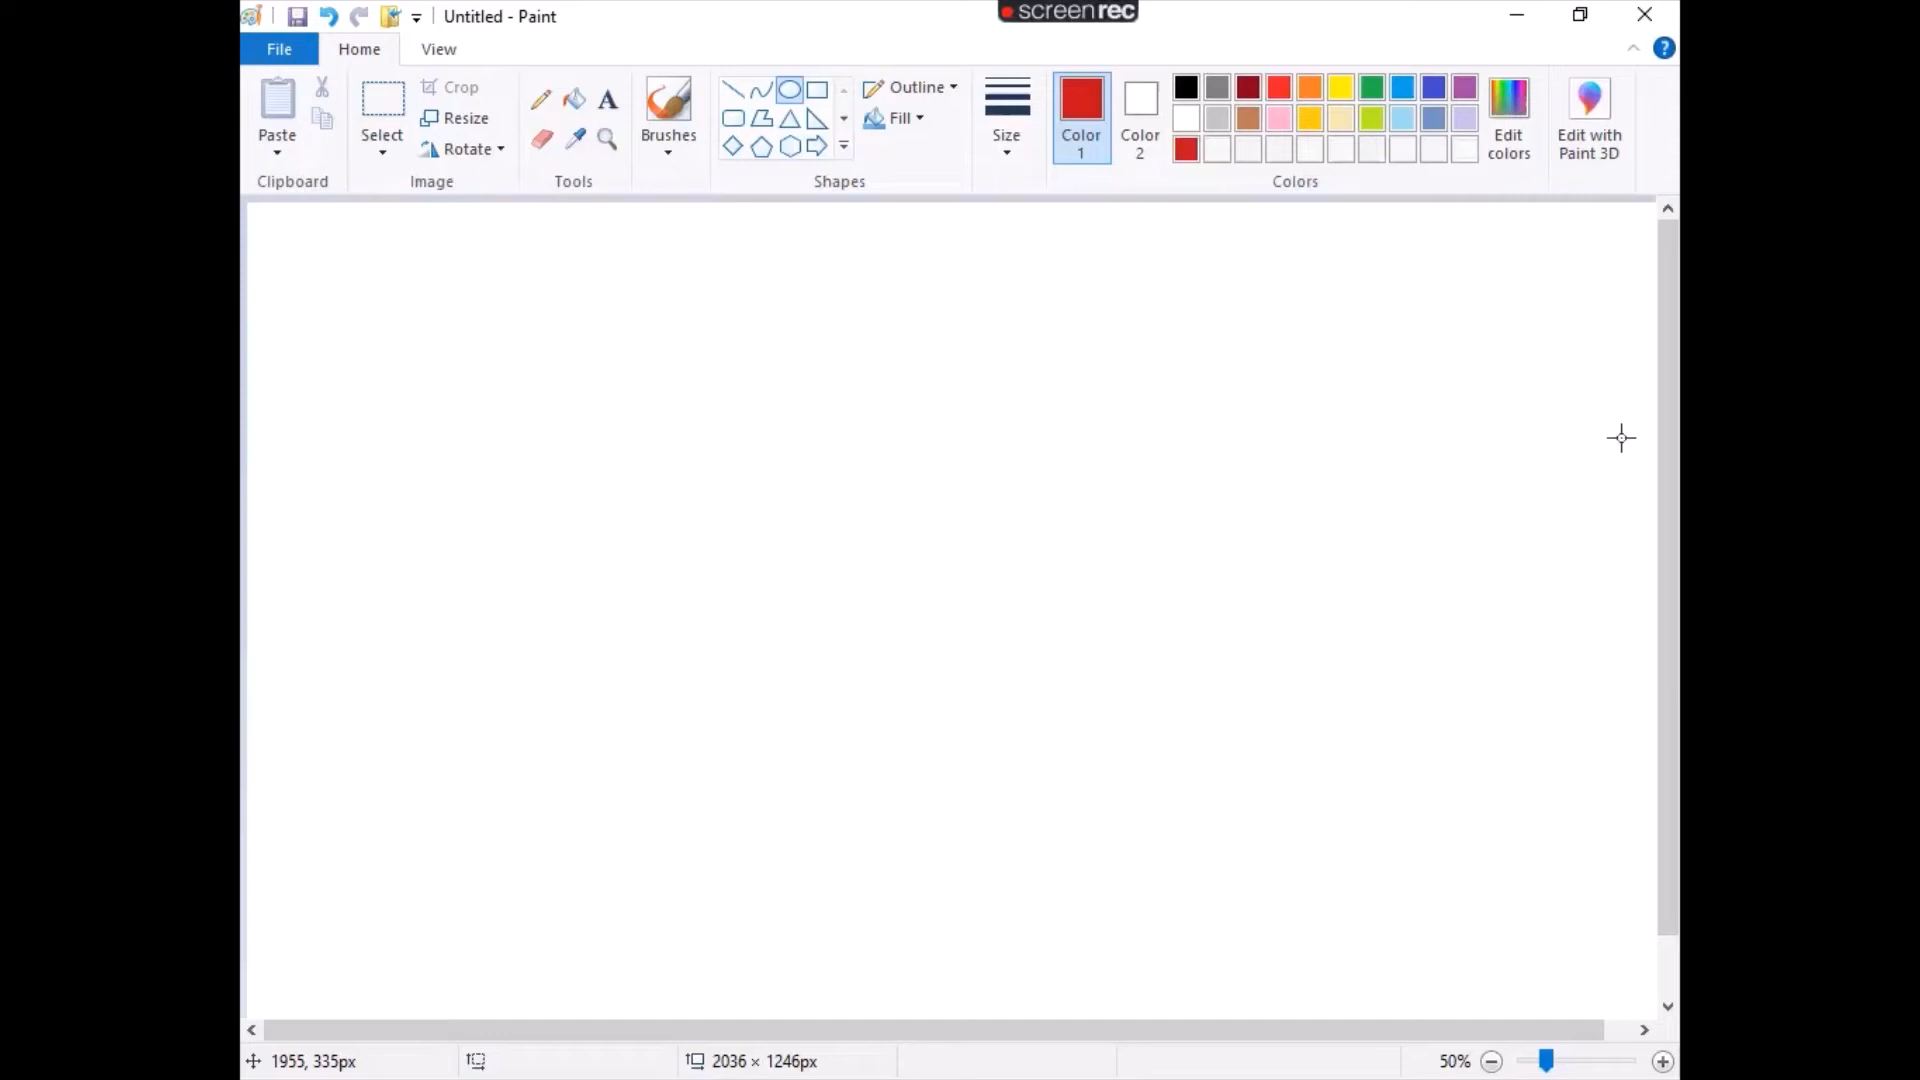 Untitled - Paint
screenrec
File
Home
View
?
Paste
Select
Crop
Resize
Rotate
A
Brushes
Outline
Fill
Size
Color
1
Color
2
Edit
colors
Edit with
Paint 3D
Clipboard
Image
Tools
Shapes
Colors
1955, 335px
2036 × 1246px
50%